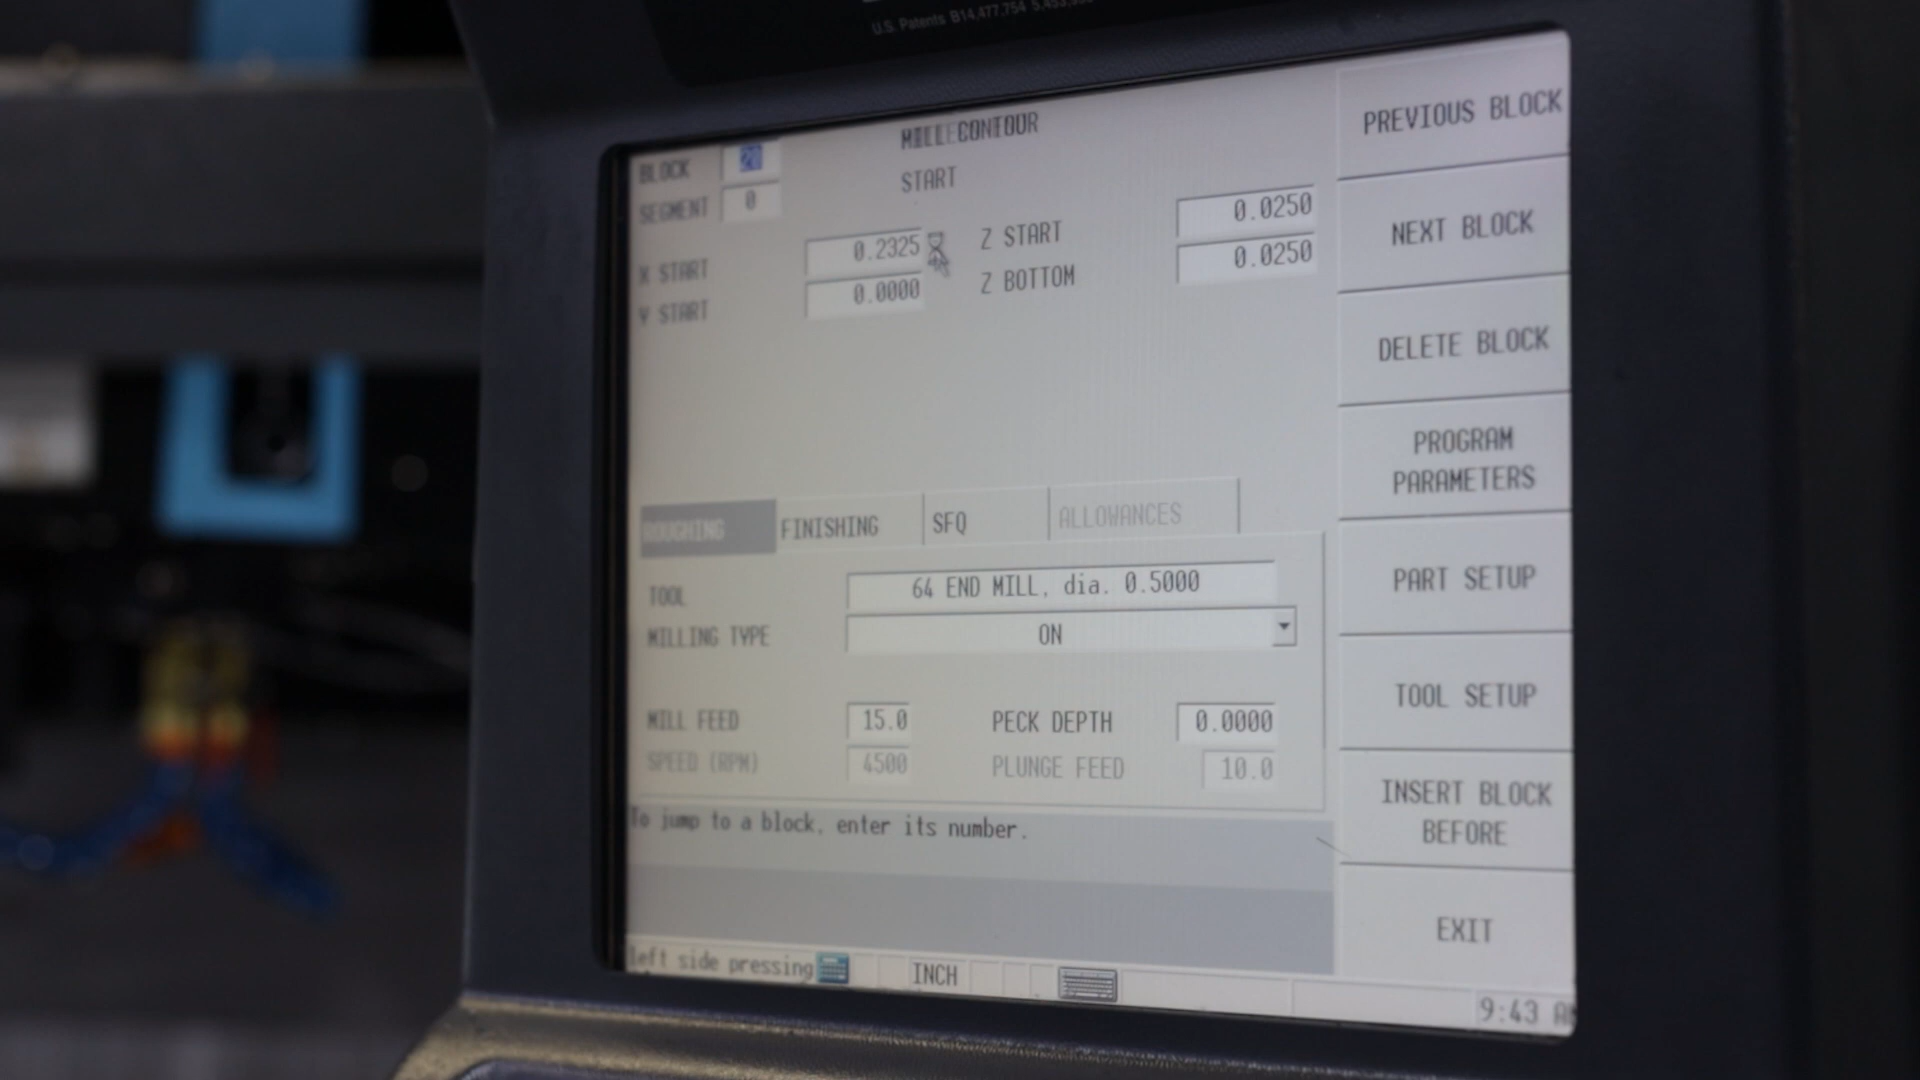 U.S. Patents B14,477,754
BLOCK 20
START
SEGMENT 0
X START 0.2325 Z START 0.0250
Y START 0.0000 Z BOTTOM 0.0250
ROUGHING FINISHING SFQ ALLOWANCES
TOOL 64 END MILL, dia. 0.5000
MILLING TYPE ON
MILL FEED 15.0 PECK DEPTH 0.0000
SPEED (RPM) 4500 PLUNGE FEED 10.0
To jump to a block, enter its number.
left side pressing INCH 9:43
PREVIOUS BLOCK
NEXT BLOCK
DELETE BLOCK
PROGRAM
PARAMETERS
PART SETUP
TOOL SETUP
INSERT BLOCK
BEFORE
EXIT